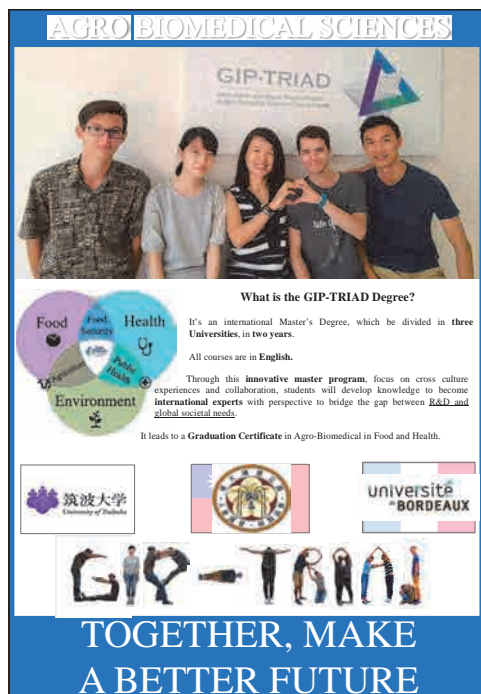 AGRO BIOMEDICAL SCIENCES
GIP-TRIAD
What is the GIP-TRIAD Degree?
It's an international Master's Degree, which be divided in three
Universities, in two years.
All courses are in English.
Through this innovative master program, focus on cross culture
experiences and collaboration, students will develop knowledge to become
international experts with perspective to bridge the gap between R&D and
global societal needs.
It leads to a Graduation Certificate in Agro-Biomedical in Food and Health.
Food
Food
Security
Health
Agriculture
Public
Health
Environment
筑波大学
University of Tsukuba
université
de BORDEAUX
GIP-TRIAD
TOGETHER, MAKE
A BETTER FUTURE